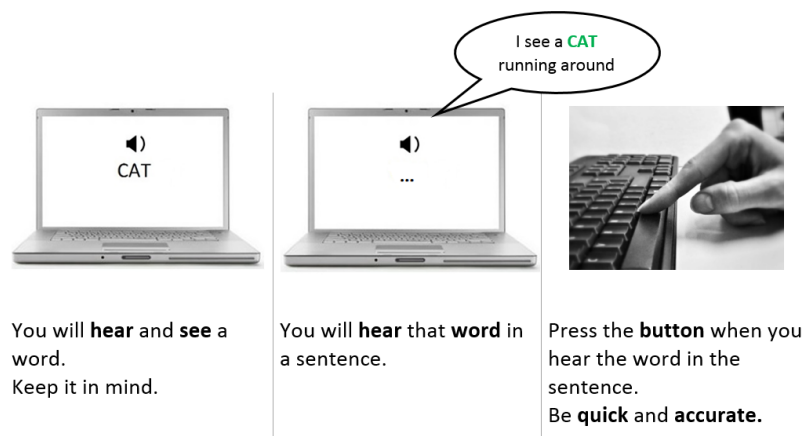 I see a CAT
running around
CAT
...
You will hear and see a
word.
Keep it in mind.
You will hear that word in
a sentence.
Press the button when you
hear the word in the
sentence.
Be quick and accurate.